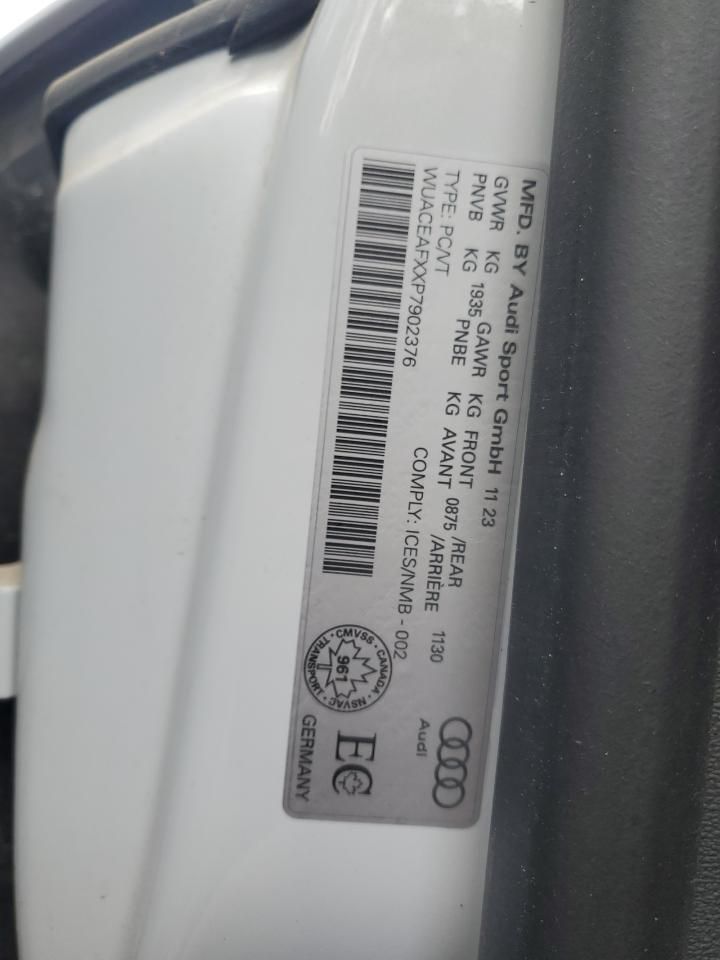 MFD. BY Audi Sport GmbH 11 23
GVWR KG 1935 GAWR KG FRONT 0875 /REAR 1130
PNVB KG PNBE KG AVANT /ARRIÈRE
TYPE: PC/VT COMPLY: ICES/NMB - 002
WUACEAFXXP7902376
Audi
CMVSS · CANADA · NSVAC · TRANSPORT
961
EC
GERMANY